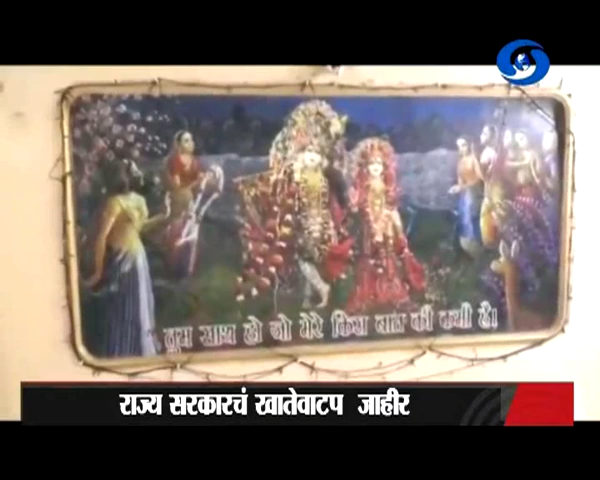 तुम साथ हो जो मेरे किस बात की कमी है।
राज्य सरकारचं खातेवाटप जाहीर